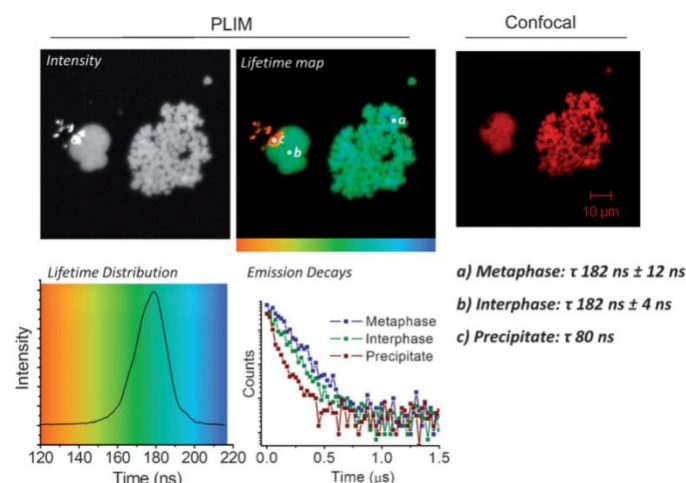 PLIM
Confocal
Intensity
Lifetime map
a
c
b
10 µm
Lifetime Distribution
Emission Decays
a) Metaphase: τ 182 ns ± 12 ns
b) Interphase: τ 182 ns ± 4 ns
c) Precipitate: τ 80 ns
Intensity
120 140 160 180 200 220
Time (ns)
Counts
Metaphase
Interphase
Precipitate
0.0 0.5 1.0 1.5
Time (µs)